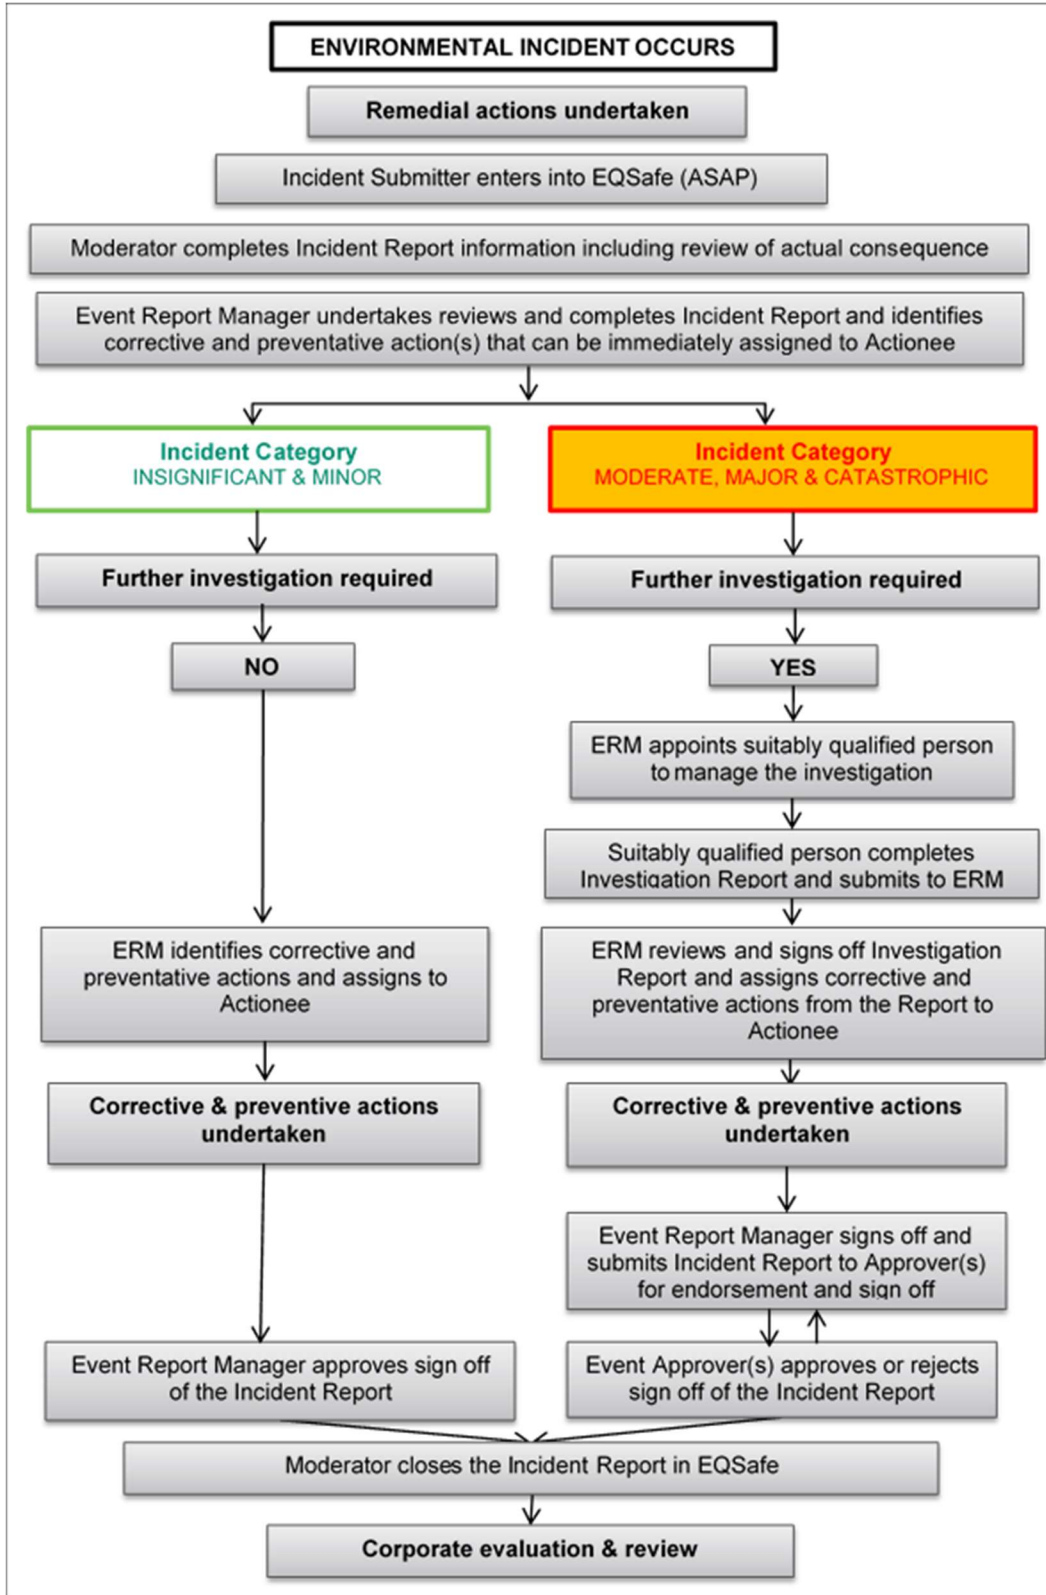 ENVIRONMENTAL INCIDENT OCCURS
Remedial actions undertaken
Incident Submitter enters into EQSafe (ASAP)
Moderator completes Incident Report information including review of actual consequence
Event Report Manager undertakes reviews and completes Incident Report and identifies
corrective and preventative action(s) that can be immediately assigned to Actionee
Incident Category
INSIGNIFICANT & MINOR
Further investigation required
NO
ERM identifies corrective and
preventative actions and assigns to
Actionee
Corrective & preventive actions
undertaken
Event Report Manager approves sign off
of the Incident Report
Incident Category
MODERATE, MAJOR & CATASTROPHIC
Further investigation required
YES
ERM appoints suitably qualified person
to manage the investigation
Suitably qualified person completes
Investigation Report and submits to ERM
ERM reviews and signs off Investigation
Report and assigns corrective and
preventative actions from the Report to
Actionee
Corrective & preventive actions
undertaken
Event Report Manager signs off and
submits Incident Report to Approver(s)
for endorsement and sign off
Event Approver(s) approves or rejects
sign off of the Incident Report
Moderator closes the Incident Report in EQSafe
Corporate evaluation & review